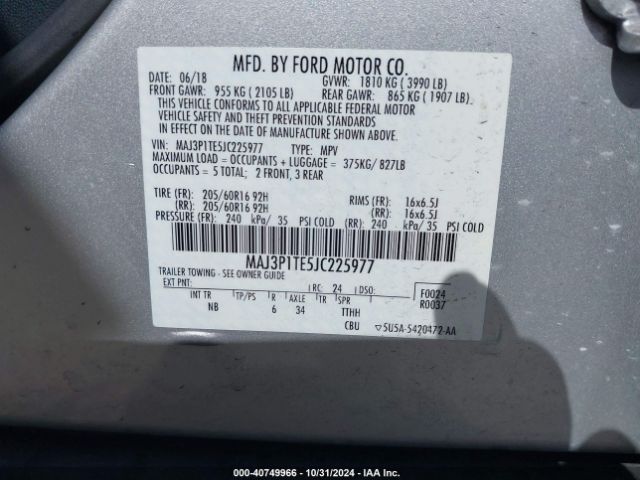 MFD. BY FORD MOTOR CO.
DATE: 06/18 GVWR: 1810 KG ( 3990 LB)
FRONT GAWR: 955 KG ( 2105 LB) REAR GAWR: 865 KG ( 1907 LB)
THIS VEHICLE CONFORMS TO ALL APPLICABLE FEDERAL MOTOR
VEHICLE SAFETY AND THEFT PREVENTION STANDARDS
IN EFFECT ON THE DATE OF MANUFACTURE SHOWN ABOVE.
VIN: MAJ3P1TE5JC225977 TYPE: MPV
MAXIMUM LOAD = OCCUPANTS + LUGGAGE = 375KG/ 827LB
OCCUPANTS = 5 TOTAL; 2 FRONT, 3 REAR
TIRE (FR): 205/60R16 92H RIMS (FR): 16x6.5J
(RR): 205/60R16 92H (RR): 16x6.5J
PRESSURE (FR): 240 kPa/ 35 PSI COLD (RR): 240 kPa/ 35 PSI COLD
MAJ3P1TE5JC225977
TRAILER TOWING - SEE OWNER GUIDE
EXT PNT: RC: 24 DSO: F0024
R0037
INT TR TP/PS R AXLE TR SPR
NB 6 34 TTHH
CBU 5U5A-5420472-AA
0001-40749966 - 10/31/2024 - IAA Inc.